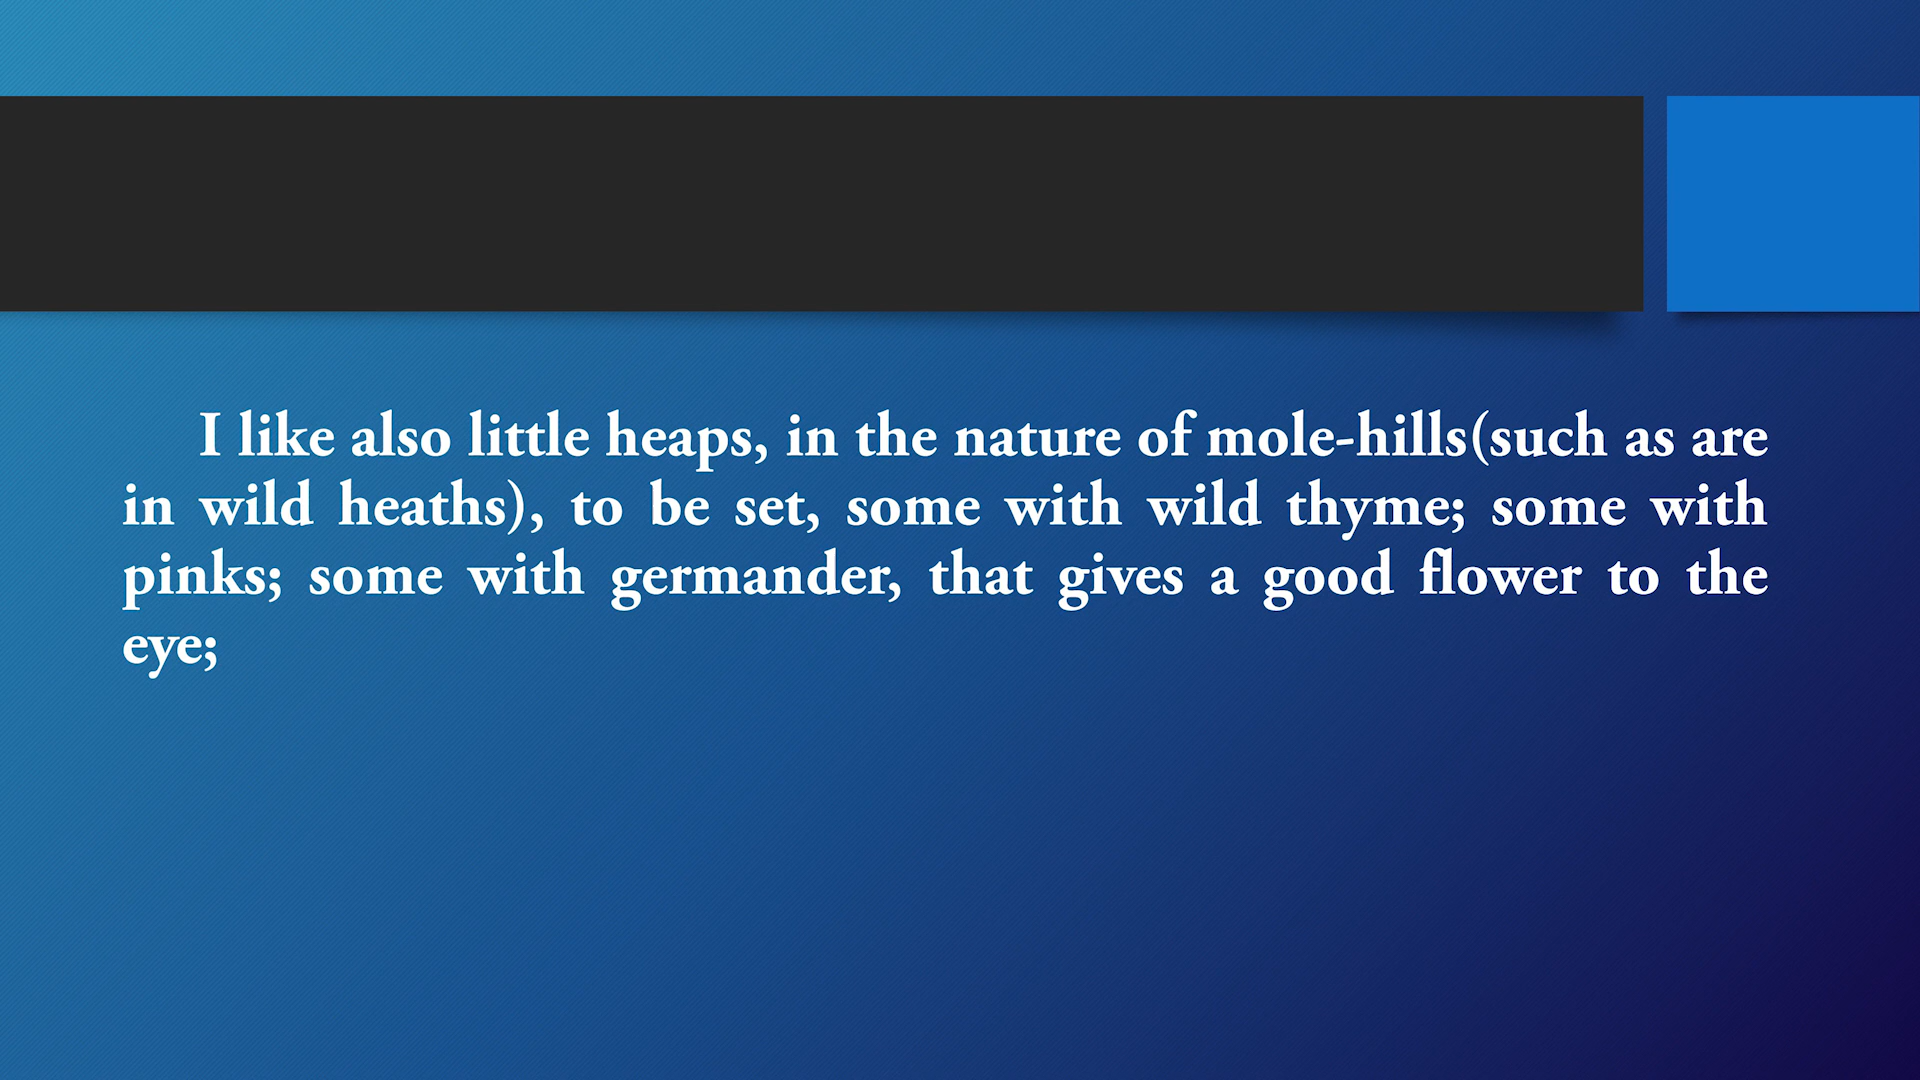 I like also little heaps, in the nature of mole-hills(such as are
in wild heaths), to be set, some with wild thyme; some with
pinks; some with germander, that gives a good flower to the
eye;